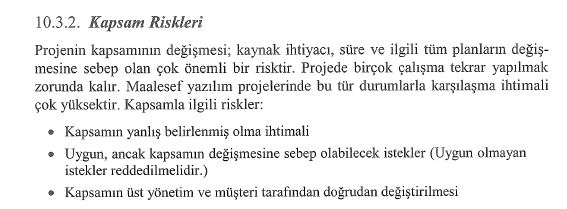 10.3.2. Kapsam Riskleri
Projenin kapsamının değişmesi; kaynak ihtiyacı, süre ve ilgili tüm planların değiş-
mesine sebep olan çok önemli bir risktir. Projede birçok çalışma tekrar yapılmak
zorunda kalır. Maalesef yazılım projelerinde bu tür durumlarla karşılaşma ihtimali
çok yüksektir. Kapsamla ilgili riskler:
• Kapsamın yanlış belirlenmiş olma ihtimali
• Uygun, ancak kapsamın değişmesine sebep olabilecek istekler (Uygun olmayan
istekler reddedilmelidir.)
• Kapsamın üst yönetim ve müşteri tarafından doğrudan değiştirilmesi